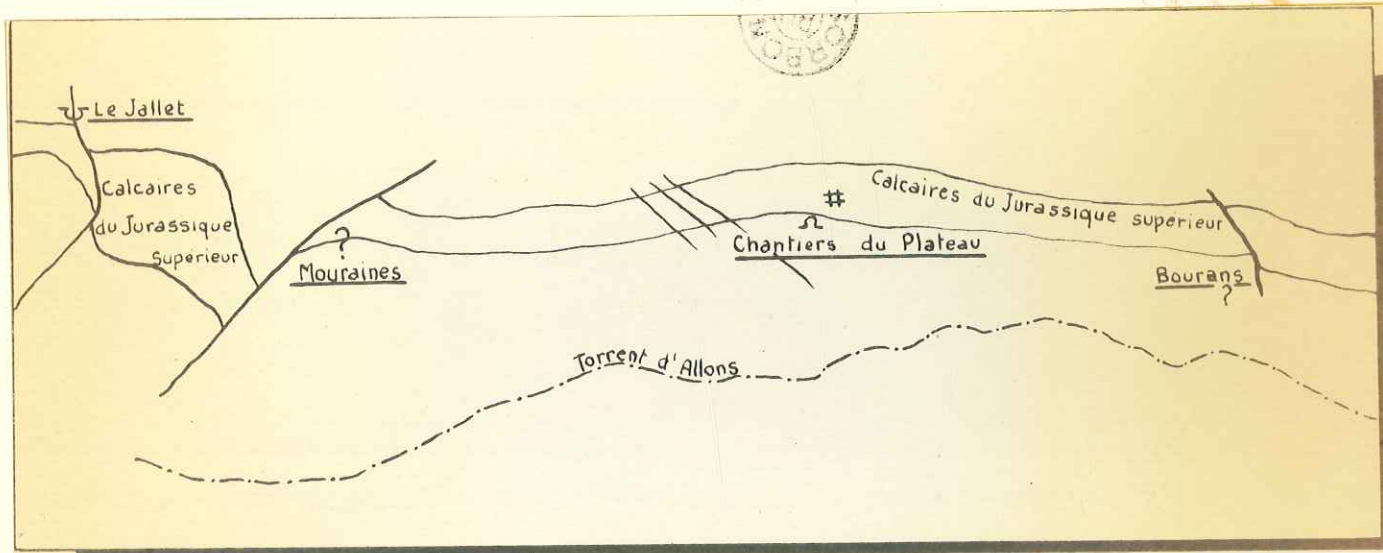 Le Jallet
Calcaires
du Jurassique
Supérieur
?
Mouraines
#
Calcaires du Jurassique supérieur
Ω
Chantiers du Plateau
Bourans
?
Torrent d'Allons